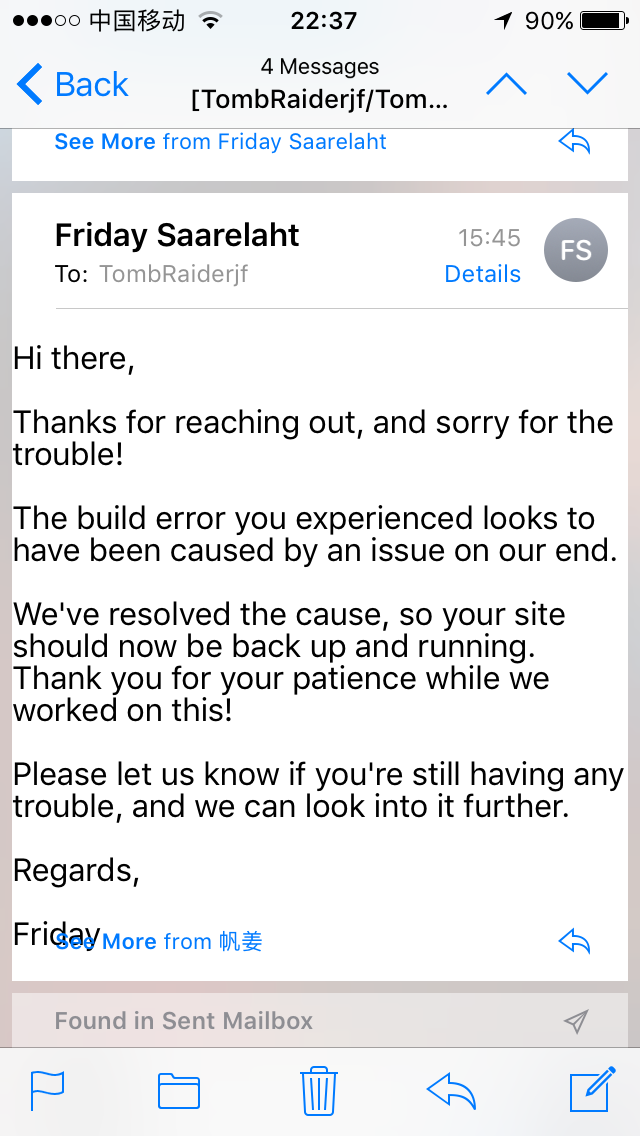 中国移动 22:37 90%
Back
4 Messages
[TombRaiderjf/Tom...
See More from Friday Saarelaht
Friday Saarelaht 15:45 FS
To: TombRaiderjf Details
Hi there,
Thanks for reaching out, and sorry for the
trouble!
The build error you experienced looks to
have been caused by an issue on our end.
We've resolved the cause, so your site
should now be back up and running.
Thank you for your patience while we
worked on this!
Please let us know if you're still having any
trouble, and we can look into it further.
Regards,
Friday
See More from 帆姜
Found in Sent Mailbox